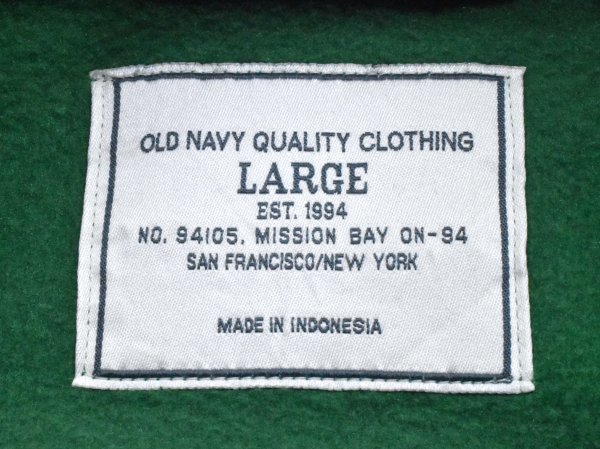 OLD NAVY QUALITY CLOTHING
LARGE
EST. 1994
NO. 94105. MISSION BAY ON-94
SAN FRANCISCO/NEW YORK
MADE IN INDONESIA